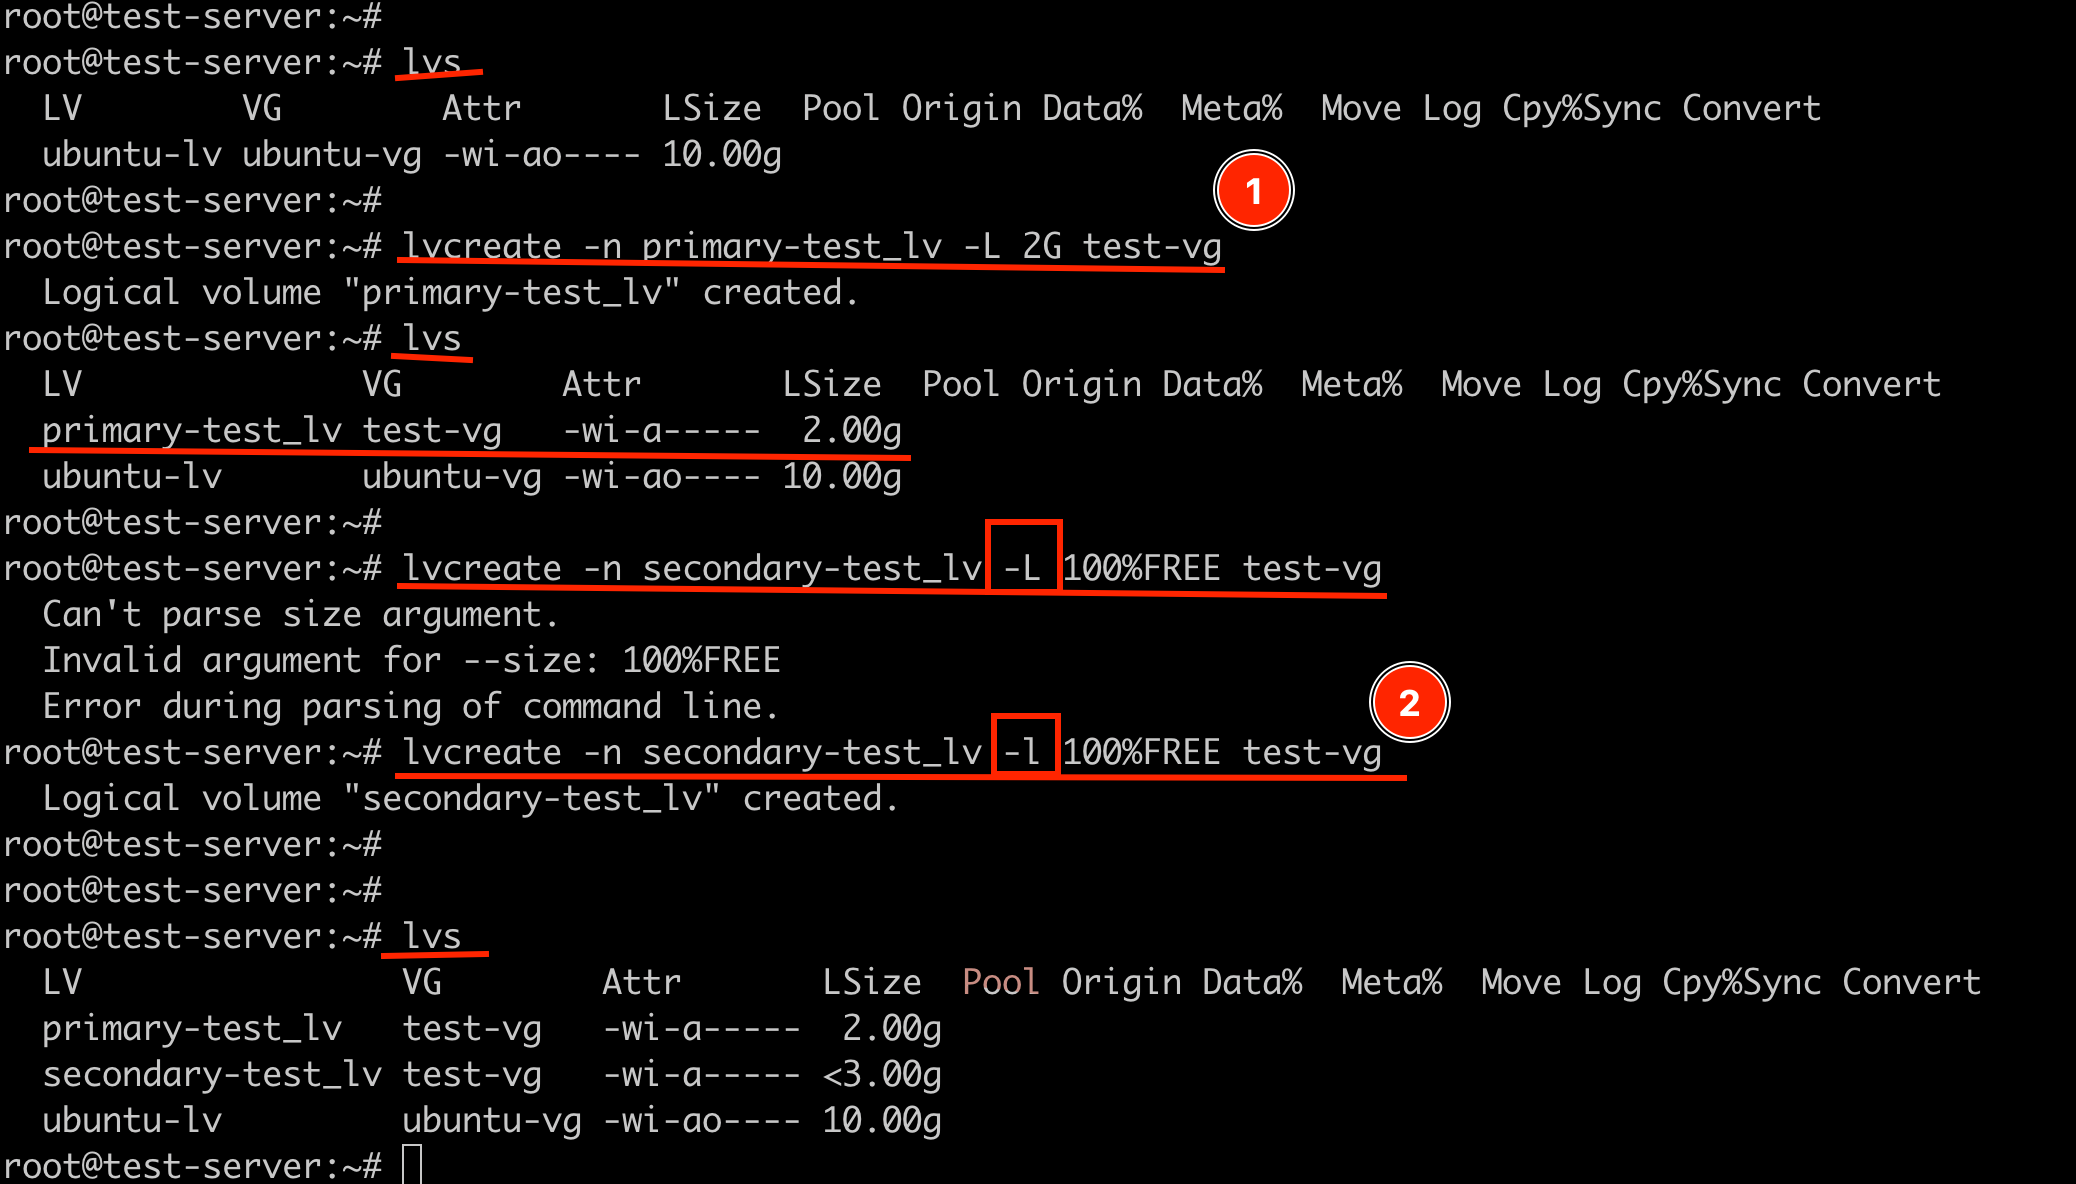 root@test-server:~#
root@test-server:~# lvs
  LV        VG        Attr       LSize  Pool Origin Data%  Meta%  Move Log Cpy%Sync Convert
  ubuntu-lv ubuntu-vg -wi-ao---- 10.00g
root@test-server:~#
1
root@test-server:~# lvcreate -n primary-test_lv -L 2G test-vg
  Logical volume "primary-test_lv" created.
root@test-server:~# lvs
  LV              VG        Attr       LSize  Pool Origin Data%  Meta%  Move Log Cpy%Sync Convert
  primary-test_lv test-vg   -wi-a-----  2.00g
  ubuntu-lv       ubuntu-vg -wi-ao---- 10.00g
root@test-server:~#
root@test-server:~# lvcreate -n secondary-test_lv -L 100%FREE test-vg
  Can't parse size argument.
  Invalid argument for --size: 100%FREE
  Error during parsing of command line.
2
root@test-server:~# lvcreate -n secondary-test_lv -l 100%FREE test-vg
  Logical volume "secondary-test_lv" created.
root@test-server:~#
root@test-server:~#
root@test-server:~# lvs
  LV                VG        Attr       LSize  Pool Origin Data%  Meta%  Move Log Cpy%Sync Convert
  primary-test_lv   test-vg   -wi-a-----  2.00g
  secondary-test_lv test-vg   -wi-a----- <3.00g
  ubuntu-lv         ubuntu-vg -wi-ao---- 10.00g
root@test-server:~#